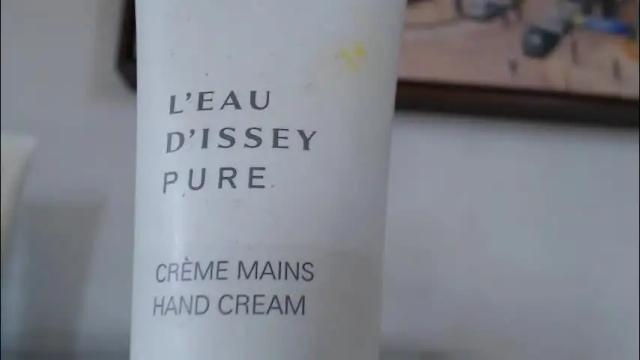 L'EAU
D'ISSEY
PURE
CRÈME MAINS
HAND CREAM